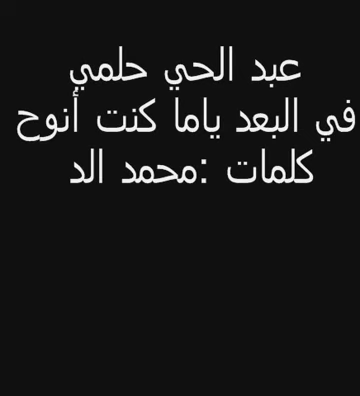 عبد الحي حلمي
في البعد ياما كنت أنوح
كلمات :محمد الد